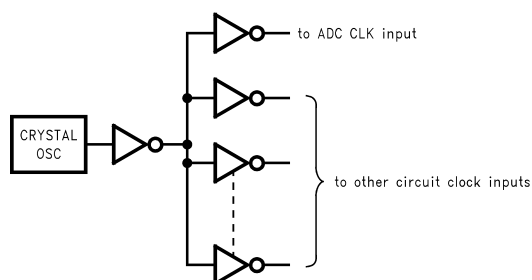 to ADC CLK input
CRYSTAL
OSC
to other circuit clock inputs